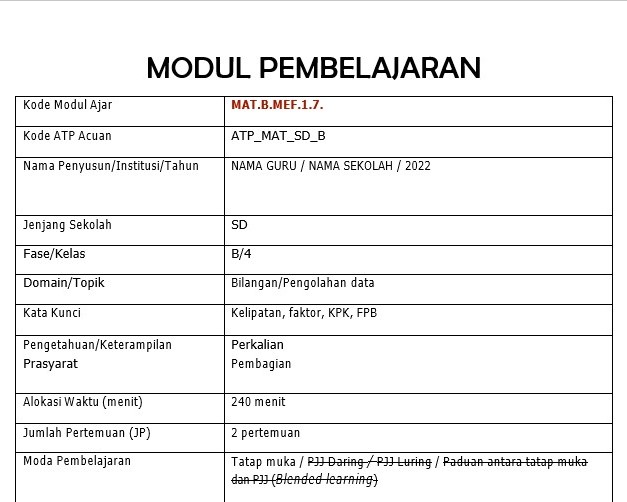 MODUL PEMBELAJARAN
Kode Modul Ajar MAT.B.MEF.1.7.
Kode ATP Acuan ATP_MAT_SD_B
Nama Penyusun/Institusi/Tahun NAMA GURU / NAMA SEKOLAH / 2022
Jenjang Sekolah SD
Fase/Kelas B/4
Domain/Topik Bilangan/Pengolahan data
Kata Kunci Kelipatan, faktor, KPK, FPB
Pengetahuan/Keterampilan Perkalian
Prasyarat Pembagian
Alokasi Waktu (menit) 240 menit
Jumlah Pertemuan (JP) 2 pertemuan
Moda Pembelajaran Tatap muka / PJJ Daring / PJJ Luring / Paduan antara tatap muka
dan PJJ (Blended learning)